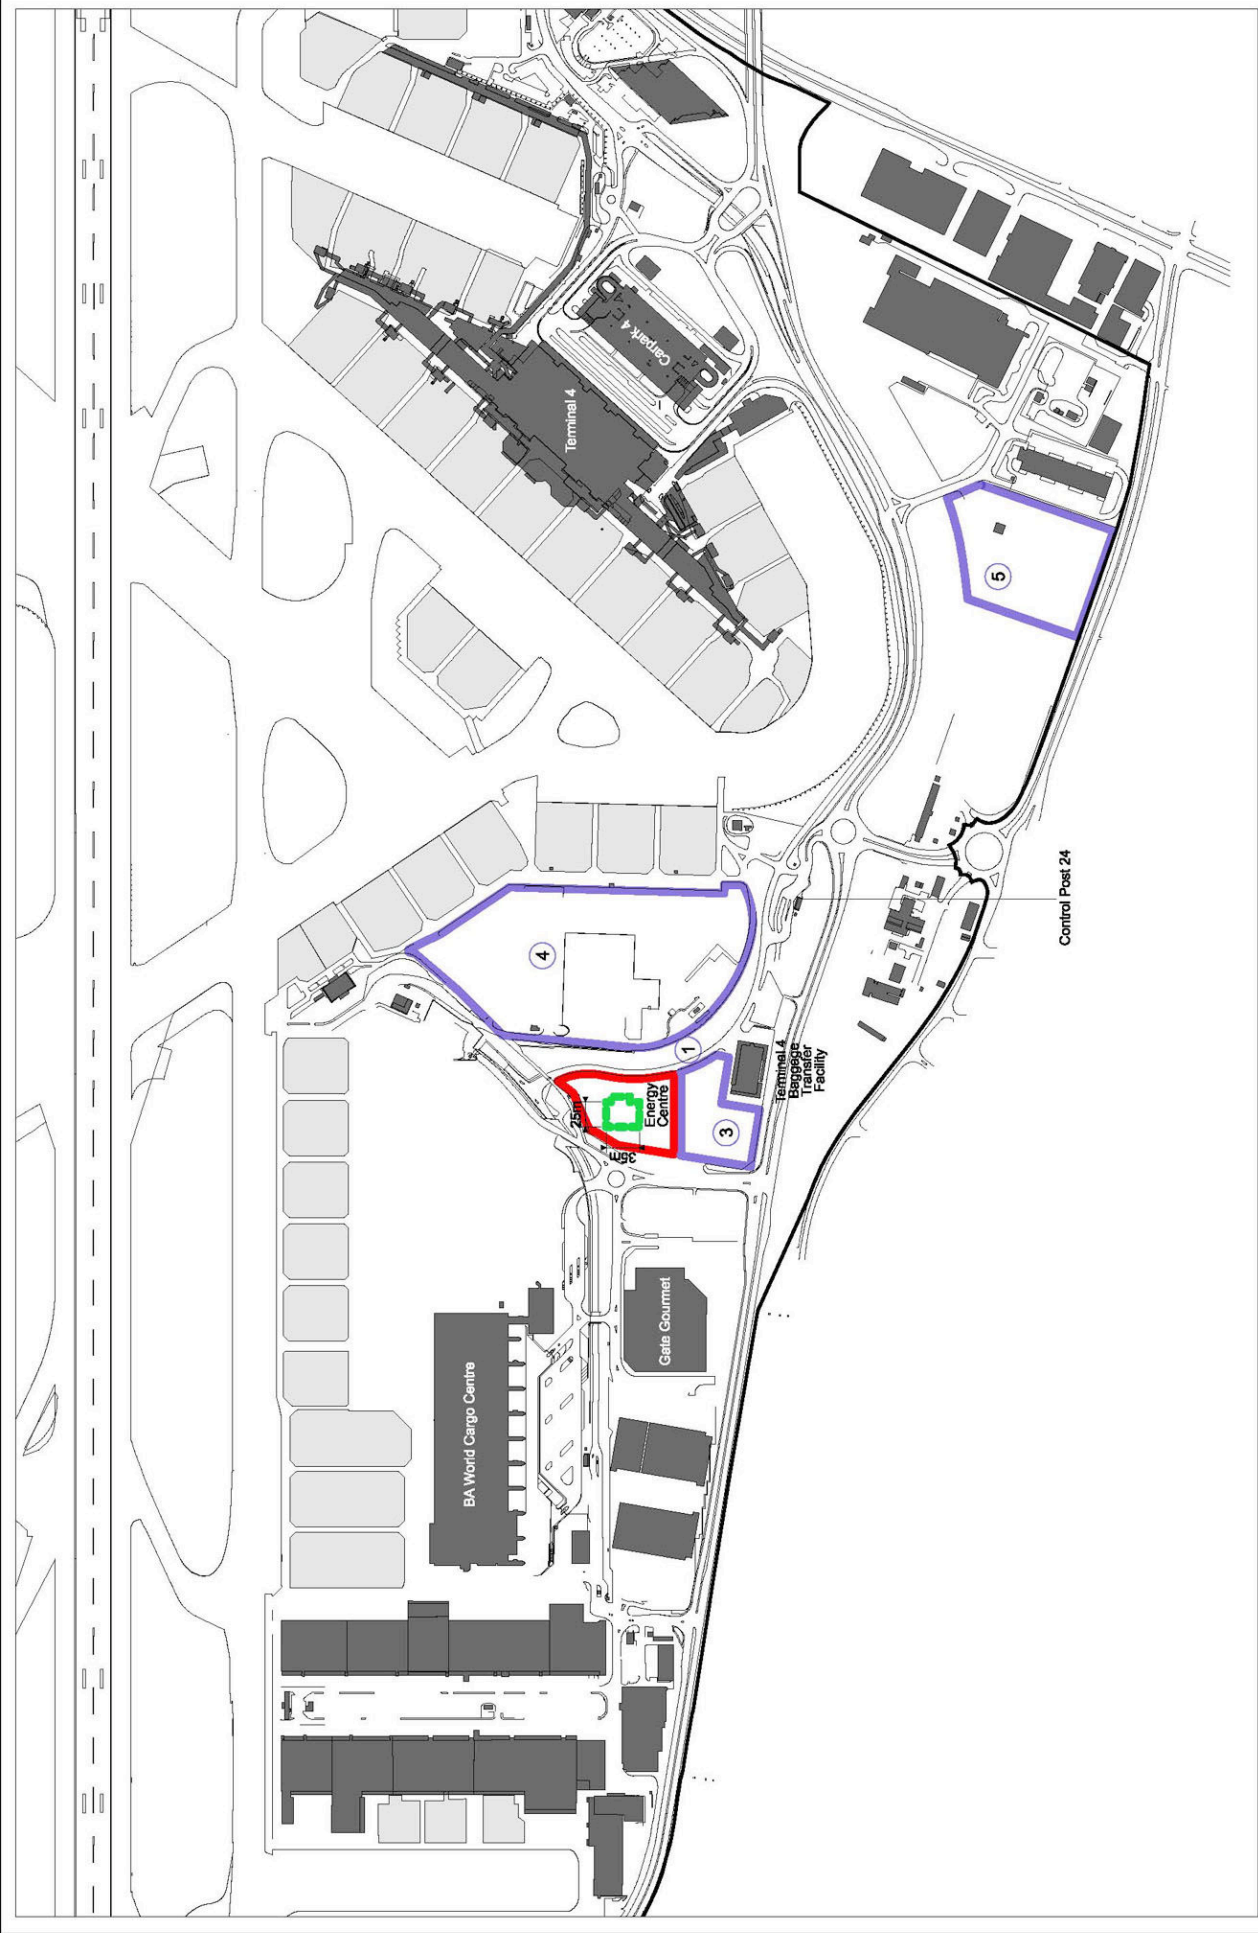 Terminal 4
Carpark 4
5
4
Control Post 24
1
3
Terminal 4
Baggage
Transfer
Facility
Energy
Centre
25m
35m
Gate Gourmet
BA World Cargo Centre